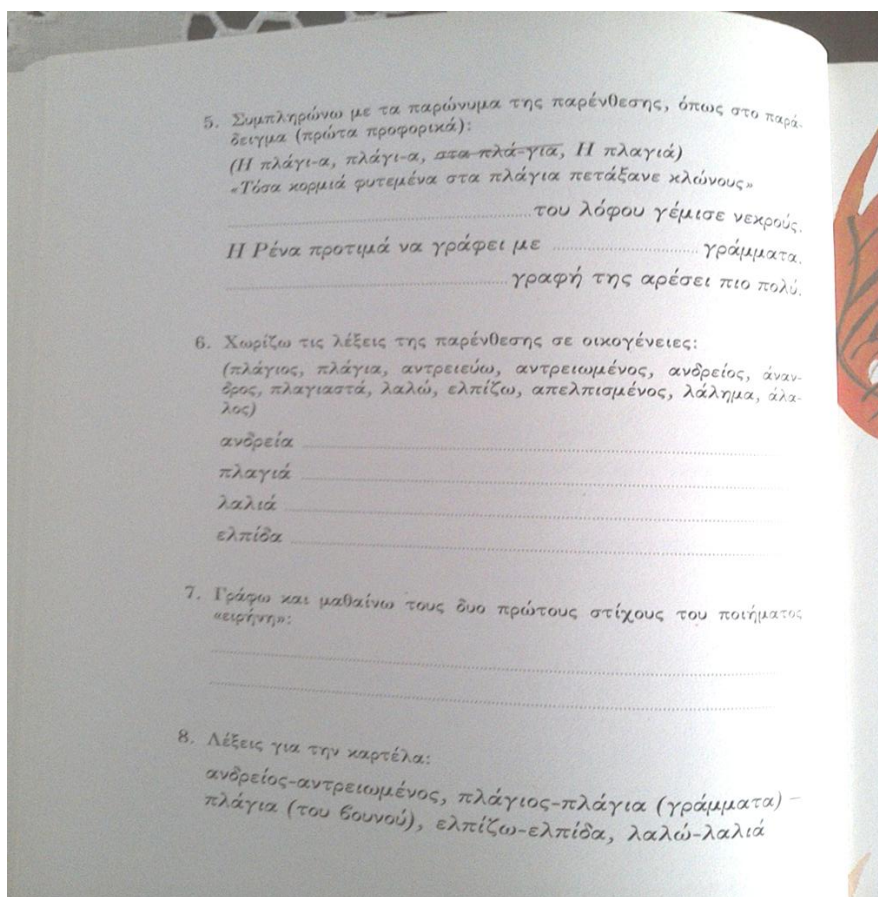 5. Συμπληρώνω με τα παρώνυμα της παρένθεσης, όπως στο παρά-
δειγμα (πρώτα προφορικά):
(Η πλάγι-α, πλάγι-α, στα πλά-για, Η πλαγιά)
«Τόσα κορμιά φυτεμένα στα πλάγια πετάξανε κλώνους»
........................ του λόφου γέμισε νεκρούς.
Η Ρένα προτιμά να γράφει με ............ γράμματα.
........................ γραφή της αρέσει πιο πολύ.
6. Χωρίζω τις λέξεις της παρένθεσης σε οικογένειες:
(πλάγιος, πλάγια, αντρειεύω, αντρειωμένος, ανδρείος, άναν-
δρος, πλαγιαστά, λαλώ, ελπίζω, απελπισμένος, λάλημα, άλα-
λος)
ανδρεία ........................
πλαγιά ........................
λαλιά ........................
ελπίδα ........................
7. Γράφω και μαθαίνω τους δυο πρώτους στίχους του ποιήματος
«ειρήνη»:
8. Λέξεις για την καρτέλα:
ανδρείος-αντρειωμένος, πλάγιος-πλάγια (γράμματα) –
πλάγια (του βουνού), ελπίζω-ελπίδα, λαλώ-λαλιά